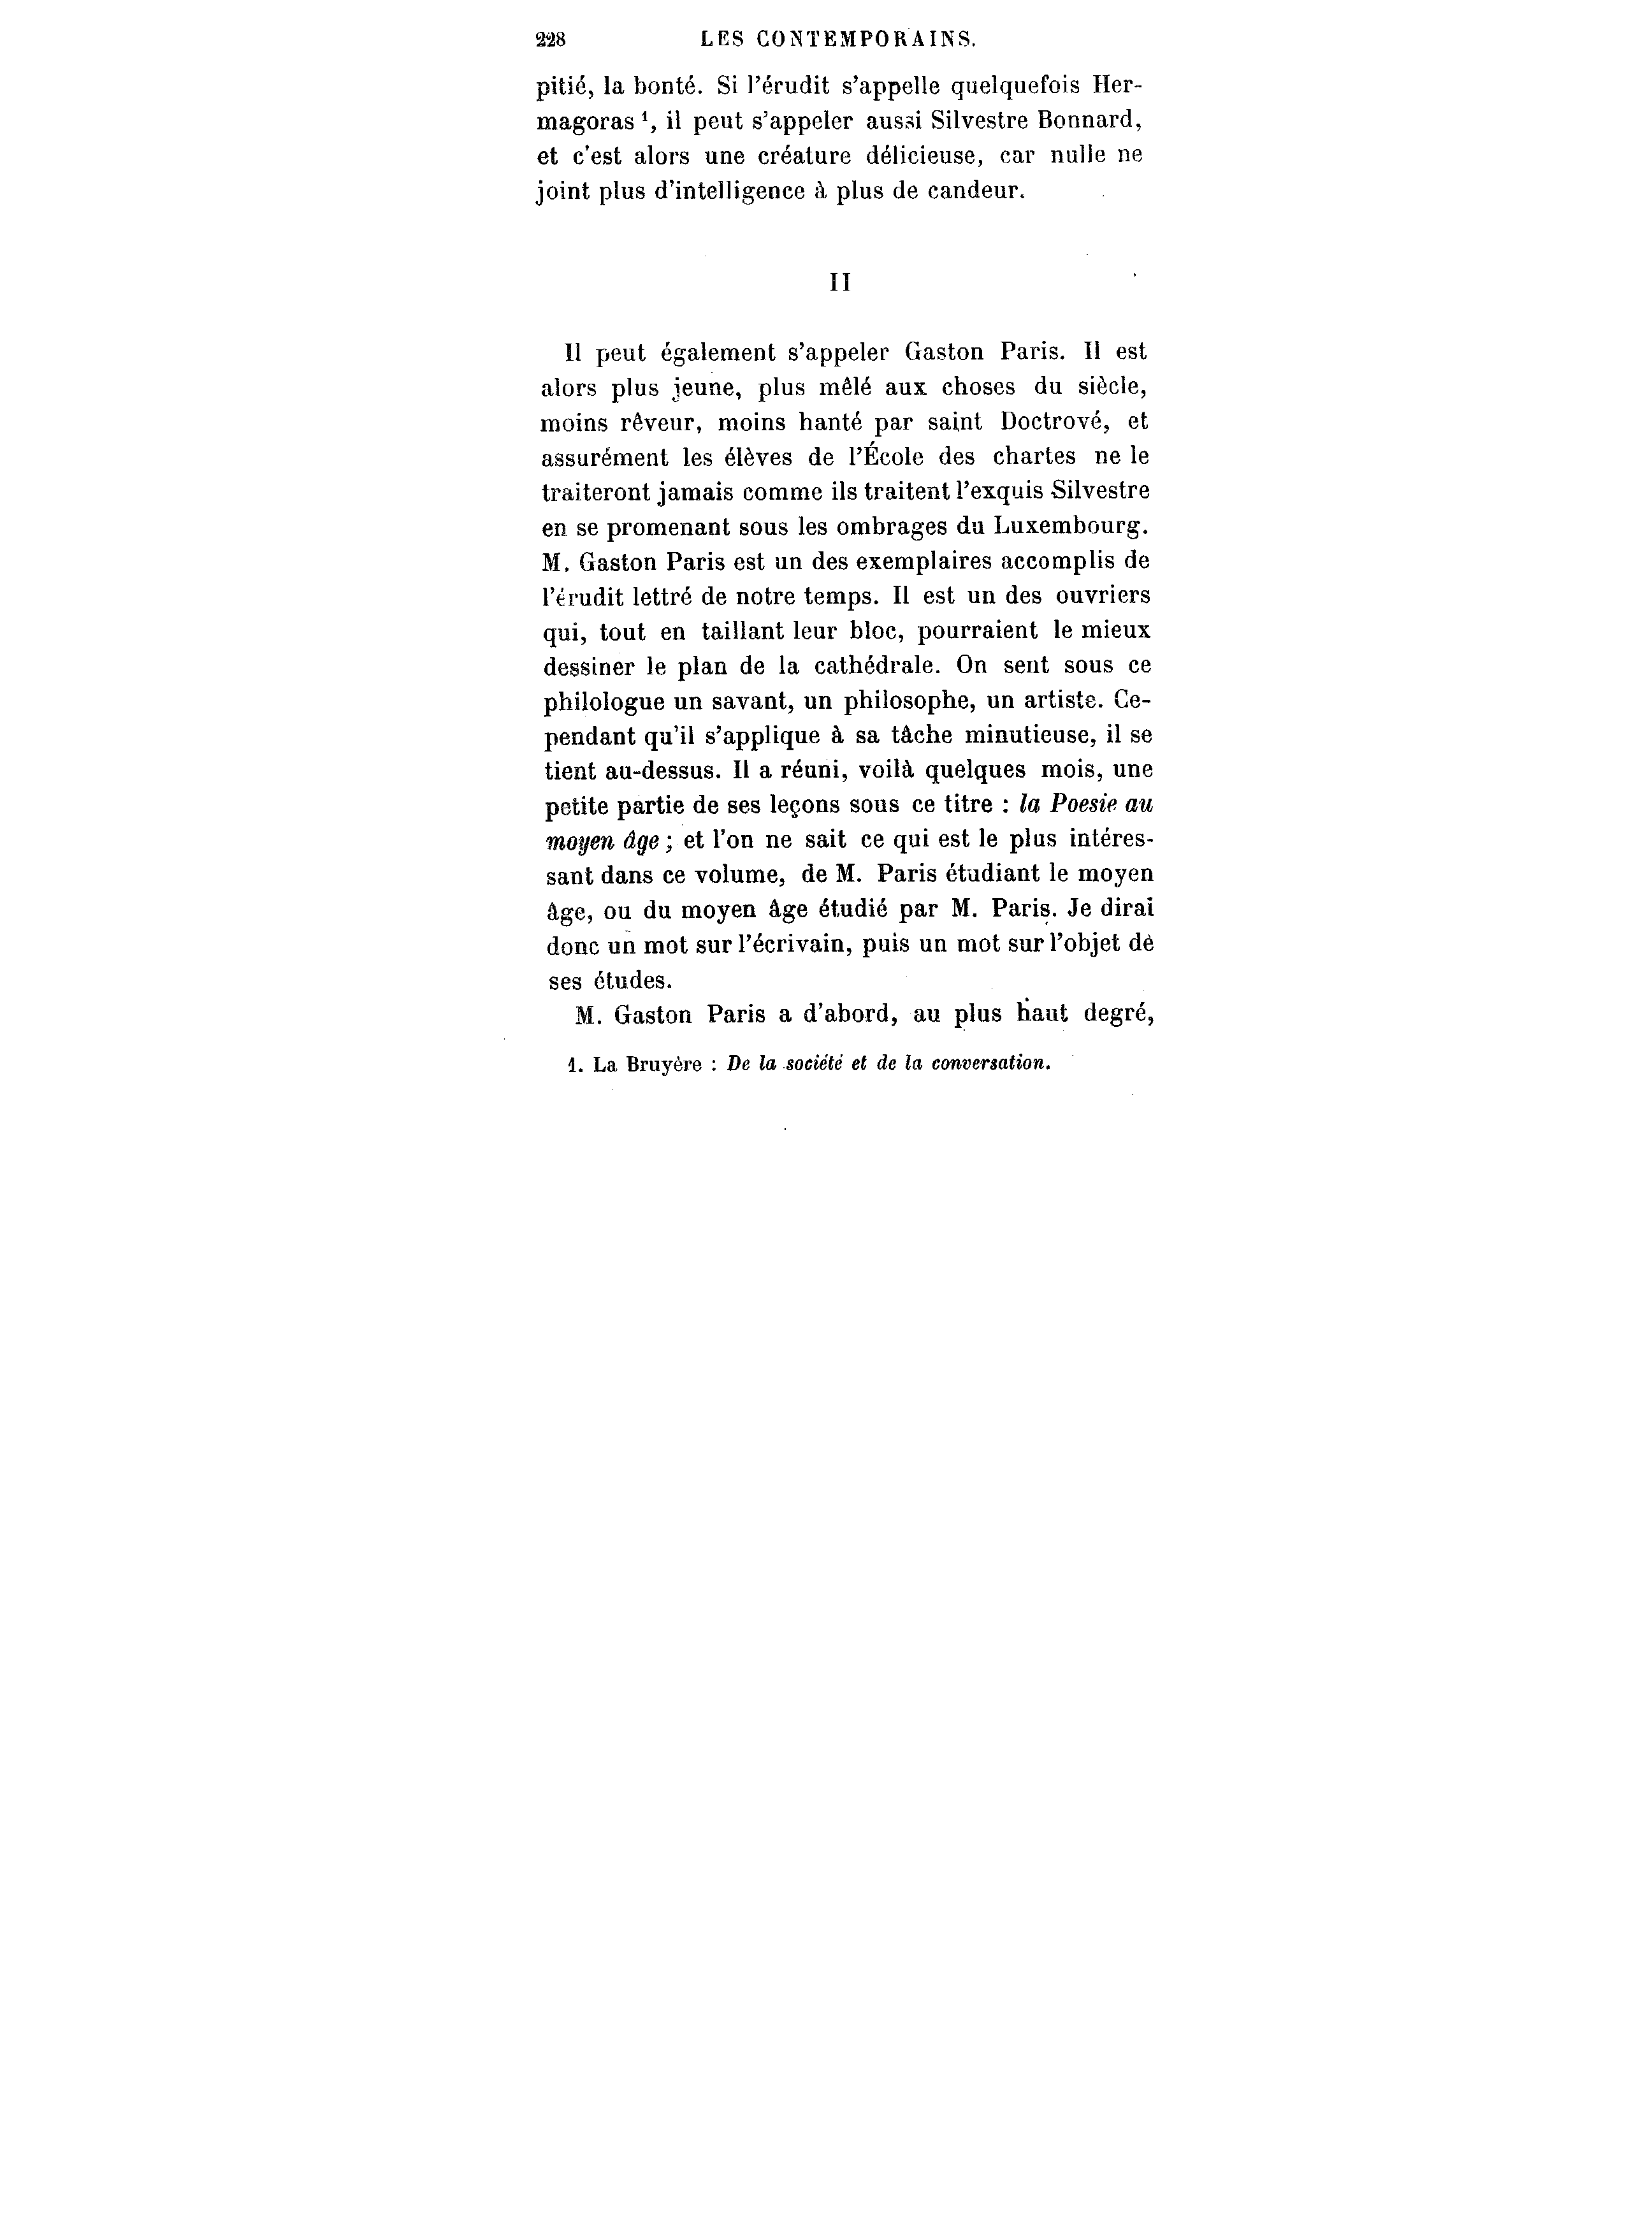 228 LES CONTEMPORAINS.
pitié, la bonté. Si l'érudit s'appelle quelquefois Her-
magoras ¹, il peut s'appeler aussi Silvestre Bonnard,
et c'est alors une créature délicieuse, car nulle ne
joint plus d'intelligence à plus de candeur.
II
Il peut également s'appeler Gaston Paris. Il est
alors plus jeune, plus mêlé aux choses du siècle,
moins rêveur, moins hanté par saint Doctrové, et
assurément les élèves de l'École des chartes ne le
traiteront jamais comme ils traitent l'exquis Silvestre
en se promenant sous les ombrages du Luxembourg.
M. Gaston Paris est un des exemplaires accomplis de
l'érudit lettré de notre temps. Il est un des ouvriers
qui, tout en taillant leur bloc, pourraient le mieux
dessiner le plan de la cathédrale. On sent sous ce
philologue un savant, un philosophe, un artiste. Ce-
pendant qu'il s'applique à sa tâche minutieuse, il se
tient au-dessus. Il a réuni, voilà quelques mois, une
petite partie de ses leçons sous ce titre : la Poesie au
moyen âge ; et l'on ne sait ce qui est le plus intéres-
sant dans ce volume, de M. Paris étudiant le moyen
âge, ou du moyen âge étudié par M. Paris. Je dirai
donc un mot sur l'écrivain, puis un mot sur l'objet de
ses études.
M. Gaston Paris a d'abord, au plus haut degré,
1. La Bruyère : De la société et de la conversation.